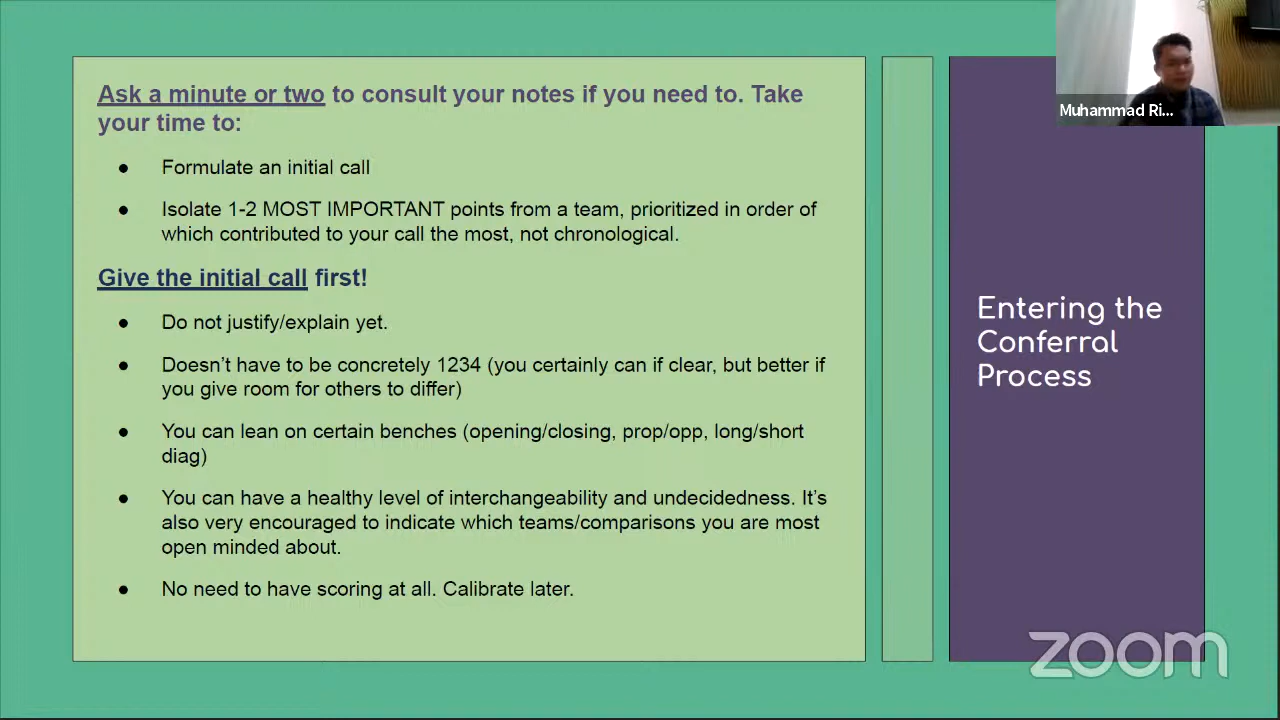 Ask a minute or two to consult your notes if you need to. Take
your time to:
● Formulate an initial call
● Isolate 1-2 MOST IMPORTANT points from a team, prioritized in order of
which contributed to your call the most, not chronological.
Give the initial call first!
● Do not justify/explain yet.
● Doesn’t have to be concretely 1234 (you certainly can if clear, but better if
you give room for others to differ)
● You can lean on certain benches (opening/closing, prop/opp, long/short
diag)
● You can have a healthy level of interchangeability and undecidedness. It’s
also very encouraged to indicate which teams/comparisons you are most
open minded about.
● No need to have scoring at all. Calibrate later.
Entering the
Conferral
Process
Muhammad Ri...
zoom